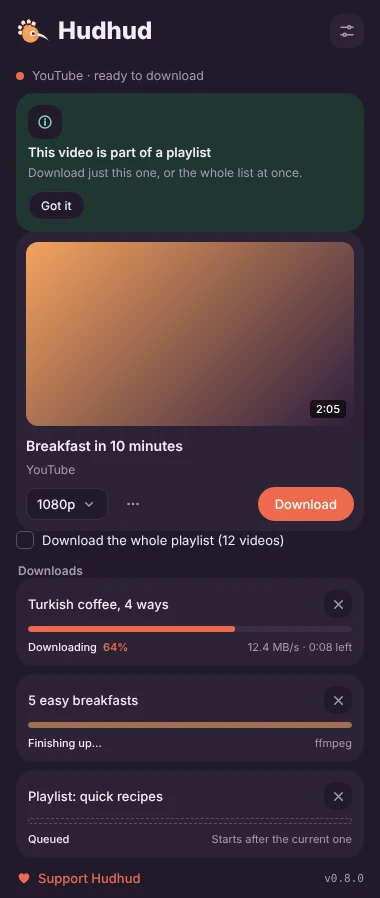 Hudhud
YouTube · ready to download
This video is part of a playlist
Download just this one, or the whole list at once.
Got it
2:05
Breakfast in 10 minutes
YouTube
1080p
Download
Download the whole playlist (12 videos)
Downloads
Turkish coffee, 4 ways
Downloading 64% 12.4 MB/s · 0:08 left
5 easy breakfasts
Finishing up... ffmpeg
Playlist: quick recipes
Queued Starts after the current one
Support Hudhud v0.8.0